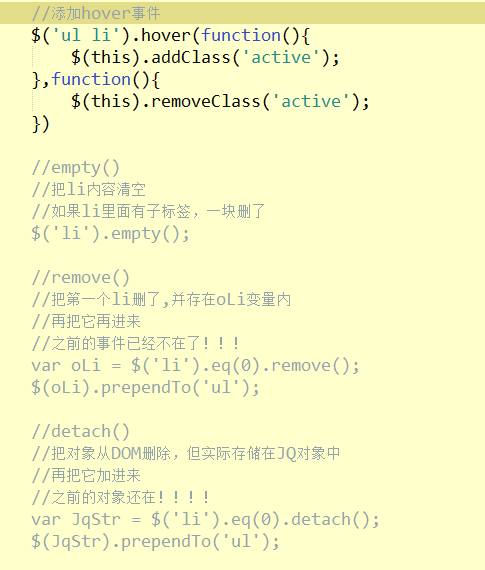 //添加hover事件
$('ul li').hover(function(){
    $(this).addClass('active');
},function(){
    $(this).removeClass('active');
})
//empty()
//把li内容清空
//如果li里面有子标签，一块删了
$('li').empty();
//remove()
//把第一个li删了,并存在oLi变量内
//再把它再进来
//之前的事件已经不在了！！！
var oLi = $('li').eq(0).remove();
$(oLi).prependTo('ul');
//detach()
//把对象从DOM删除，但实际存储在JQ对象中
//再把它加进来
//之前的对象还在！！！！
var JqStr = $('li').eq(0).detach();
$(JqStr).prependTo('ul');